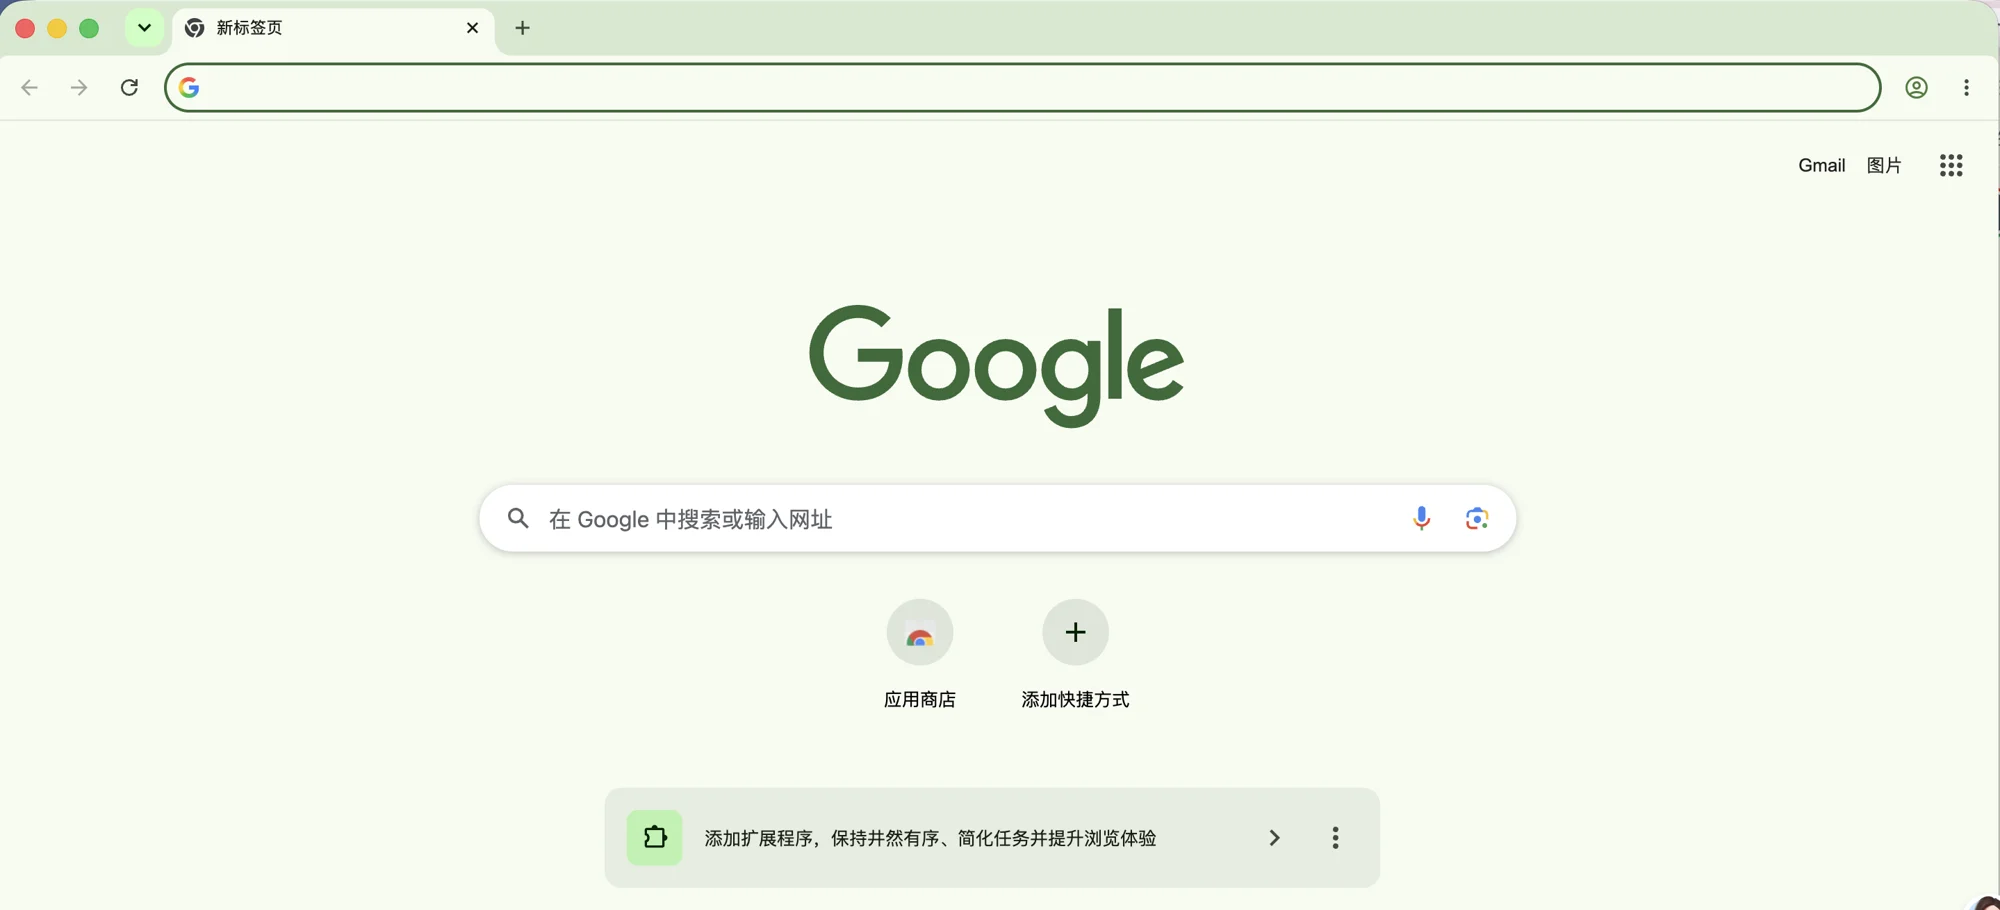 新标签页
Gmail 图片
Google
在 Google 中搜索或输入网址
应用商店
添加快捷方式
添加扩展程序，保持井然有序、简化任务并提升浏览体验